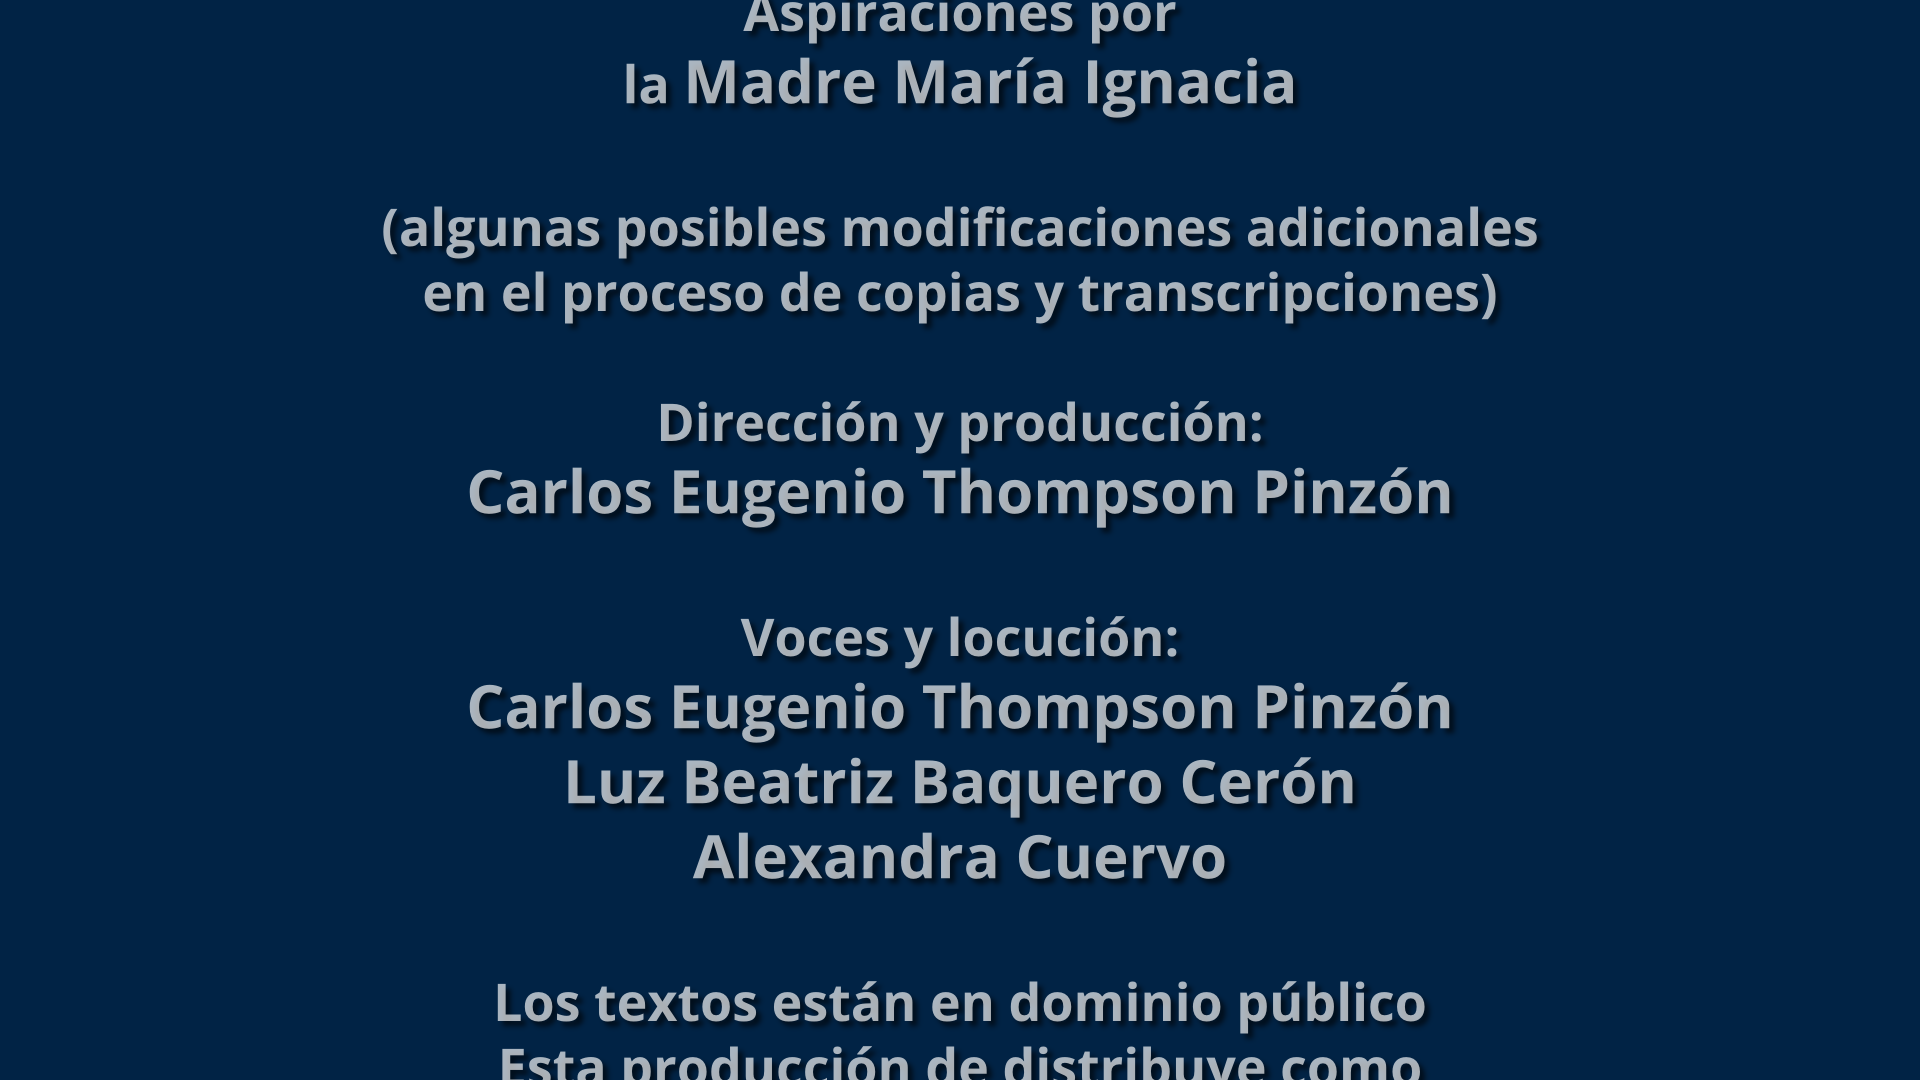 Aspiraciones por
la Madre María Ignacia
(algunas posibles modificaciones adicionales
en el proceso de copias y transcripciones)
Dirección y producción:
Carlos Eugenio Thompson Pinzón
Voces y locución:
Carlos Eugenio Thompson Pinzón
Luz Beatriz Baquero Cerón
Alexandra Cuervo
Los textos están en dominio público
Esta producción de distribuye como